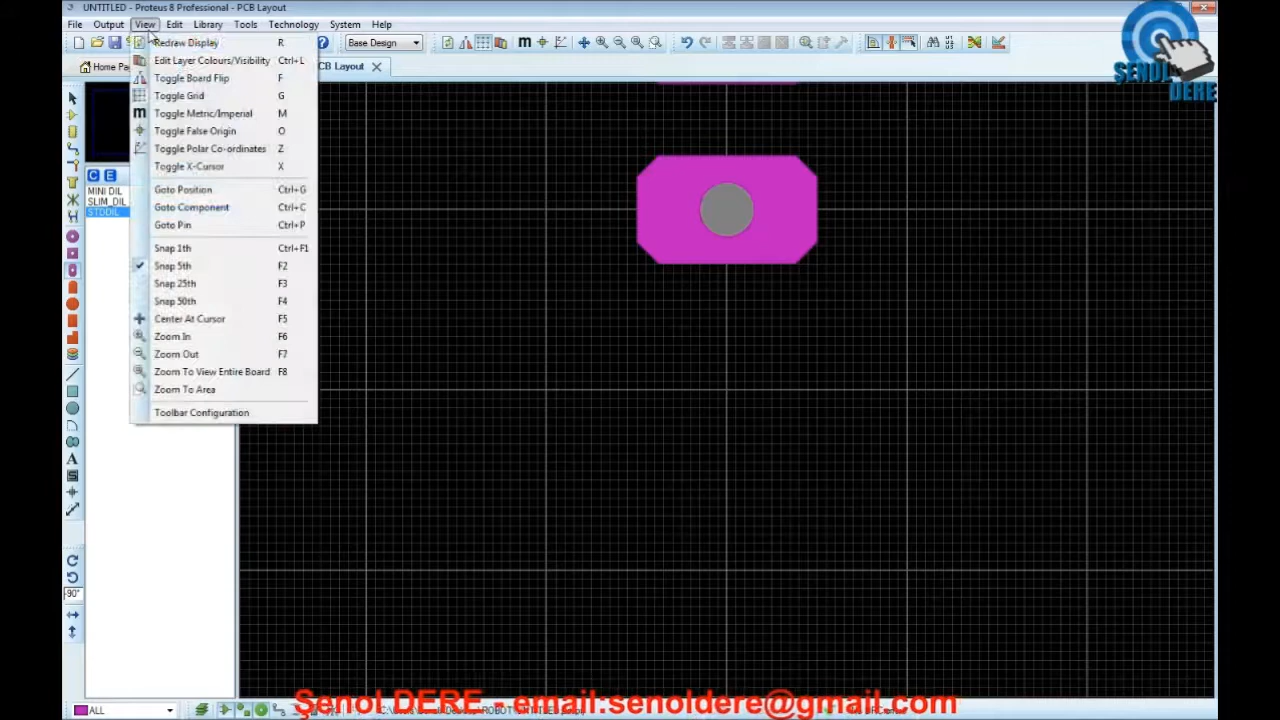 UNTITLED - Proteus 8 Professional - PCB Layout
File Output View Edit Library Tools Technology System Help
Base Design
Home Pa
CB Layout
Redraw Display R
Edit Layer Colours/Visibility Ctrl+L
Toggle Board Flip F
Toggle Grid G
m Toggle Metric/Imperial M
Toggle False Origin O
Toggle Polar Co-ordinates Z
Toggle X-Cursor X
Goto Position Ctrl+G
Goto Component Ctrl+C
Goto Pin Ctrl+P
Snap 1th Ctrl+F1
Snap 5th F2
Snap 25th F3
Snap 50th F4
Center At Cursor F5
Zoom In F6
Zoom Out F7
Zoom To View Entire Board F8
Zoom To Area
Toolbar Configuration
C E
MINI DIL
SLIM_DIL
STDDIL
ŞENOL
DERE
-90°
ALL
Şenol DERE - email:senoldere@gmail.com